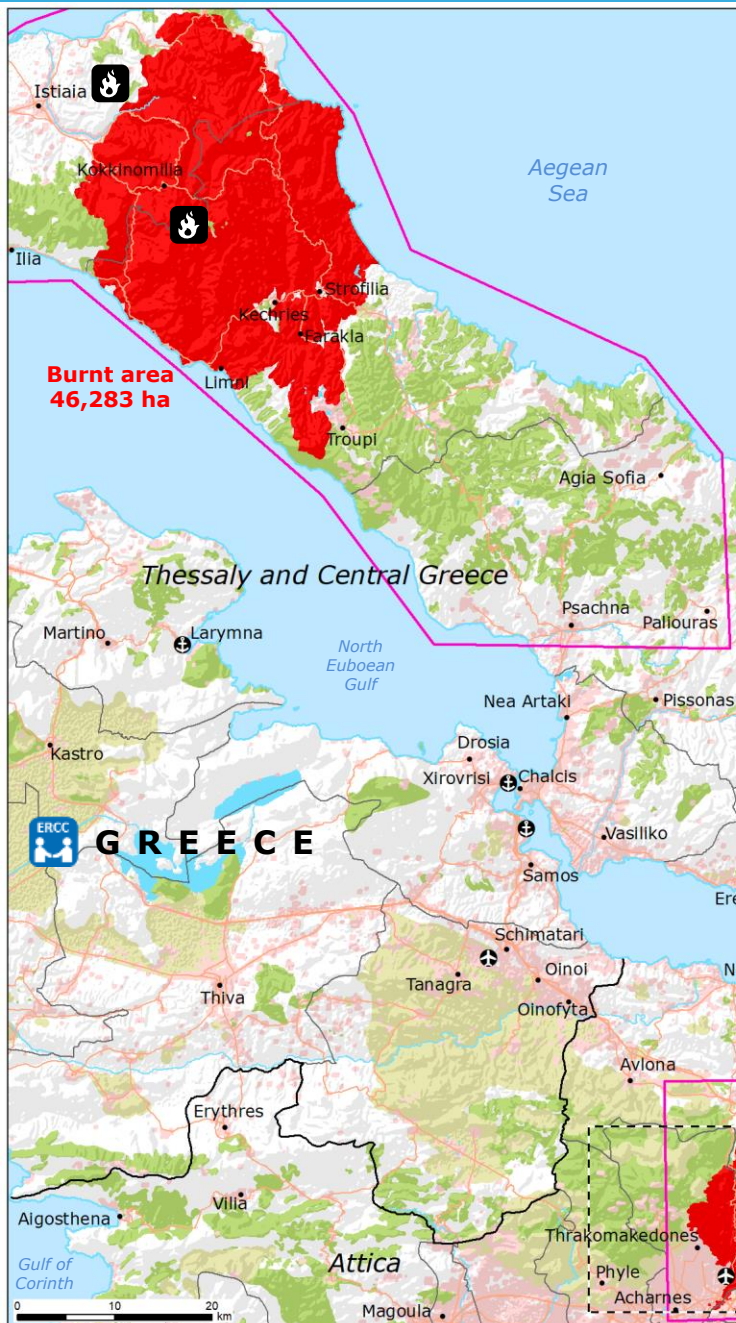 Istiaia
Aegean
Sea
Kokkinomilia
Ilia
Strofilia
Kechries
Farakla
Burnt area
46,283 ha
Limni
Troupi
Agia Sofia
Thessaly and Central Greece
Psachna
Paliouras
Martino
Larymna
North
Euboean
Gulf
Nea Artaki
Pissonas
Drosia
Kastro
Xirovrisi
Chalcis
ERCC
GREECE
Vasiliko
Samos
Ere
Schimatari
Tanagra
Oinoi
N
Thiva
Oinofyta
Avlona
Erythres
Vilia
Aigosthena
Thrakomakedones
Gulf of
Corinth
Attica
Phyle
0 10 20
km
Magoula
Acharnes